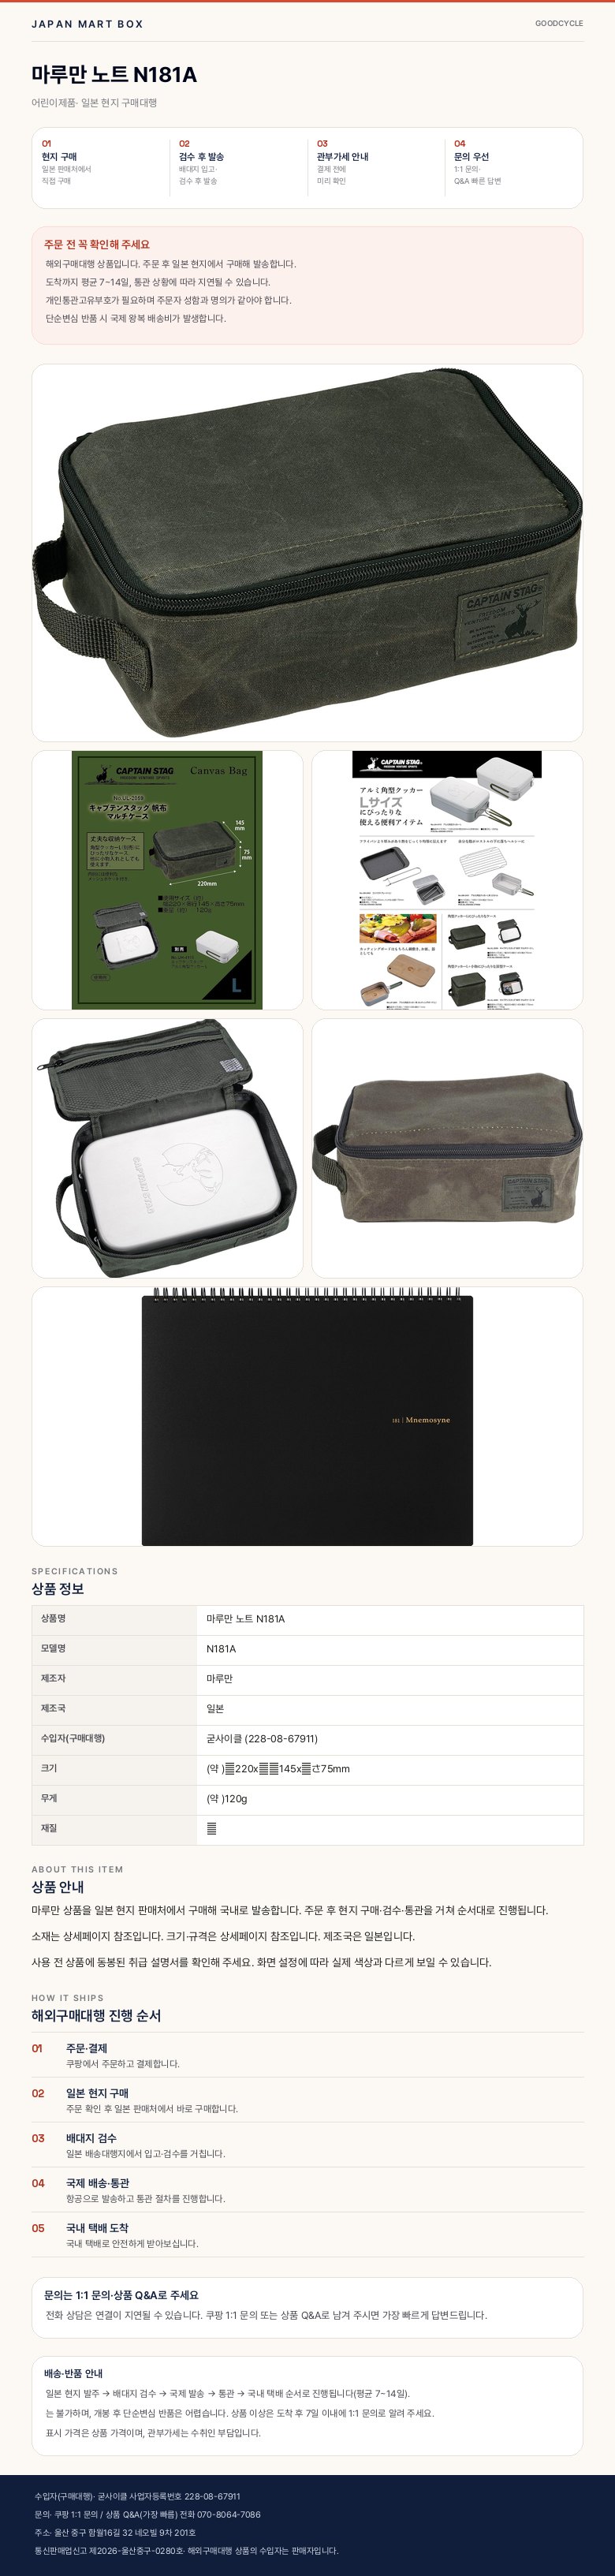 JAPAN MART BOX
GOODCYCLE
마루만 노트 N181A
어린이제품· 일본 현지 구매대행
01
현지 구매
일본 판매처에서
직접 구매
02
검수 후 발송
배대지 입고·
검수 후 발송
03
관부가세 안내
결제 전에
미리 확인
04
문의 우선
1:1 문의·
Q&A 빠른 답변
주문 전 꼭 확인해 주세요
해외구매대행 상품입니다. 주문 후 일본 현지에서 구매해 발송합니다.
도착까지 평균 7~14일, 통관 상황에 따라 지연될 수 있습니다.
개인통관고유부호가 필요하며 주문자 성함과 명의가 같아야 합니다.
단순변심 반품 시 국제 왕복 배송비가 발생합니다.
CAPTAIN STAG
CAPTAIN STAG
Canvas Bag
キャプテンスタッグ 帆布
マルチケース
145
mm
75
mm
220mm
L
CAPTAIN STAG
アルミ角型クッカー
Lサイズ
にぴったりな
使える便利アイテム
CAPTAIN STAG
181 | Mnemosyne
SPECIFICATIONS
상품 정보
상품명
마루만 노트 N181A
모델명
N181A
제조자
마루만
제조국
일본
수입자(구매대행)
굳사이클 (228-08-67911)
크기
(약 )220x145xさ75mm
무게
(약 )120g
재질
ABOUT THIS ITEM
상품 안내
마루만 상품을 일본 현지 판매처에서 구매해 국내로 발송합니다. 주문 후 현지 구매·검수·통관을 거쳐 순서대로 진행됩니다.
소재는 상세페이지 참조입니다. 크기·규격은 상세페이지 참조입니다. 제조국은 일본입니다.
사용 전 상품에 동봉된 취급 설명서를 확인해 주세요. 화면 설정에 따라 실제 색상과 다르게 보일 수 있습니다.
HOW IT SHIPS
해외구매대행 진행 순서
01
주문·결제
쿠팡에서 주문하고 결제합니다.
02
일본 현지 구매
주문 확인 후 일본 판매처에서 바로 구매합니다.
03
배대지 검수
일본 배송대행지에서 입고·검수를 거칩니다.
04
국제 배송·통관
항공으로 발송하고 통관 절차를 진행합니다.
05
국내 택배 도착
국내 택배로 안전하게 받아보십니다.
문의는 1:1 문의·상품 Q&A로 주세요
전화 상담은 연결이 지연될 수 있습니다. 쿠팡 1:1 문의 또는 상품 Q&A로 남겨 주시면 가장 빠르게 답변드립니다.
배송·반품 안내
일본 현지 발주 → 배대지 검수 → 국제 발송 → 통관 → 국내 택배 순서로 진행됩니다(평균 7~14일).
는 불가하며, 개봉 후 단순변심 반품은 어렵습니다. 상품 이상은 도착 후 7일 이내에 1:1 문의로 알려 주세요.
표시 가격은 상품 가격이며, 관부가세는 수취인 부담입니다.
수입자(구매대행)· 굳사이클 사업자등록번호 228-08-67911
문의· 쿠팡 1:1 문의 / 상품 Q&A(가장 빠름) 전화 070-8064-7086
주소· 울산 중구 함월16길 32 네오빌 9차 201호
통신판매업신고 제2026-울산중구-0280호· 해외구매대행 상품의 수입자는 판매자입니다.